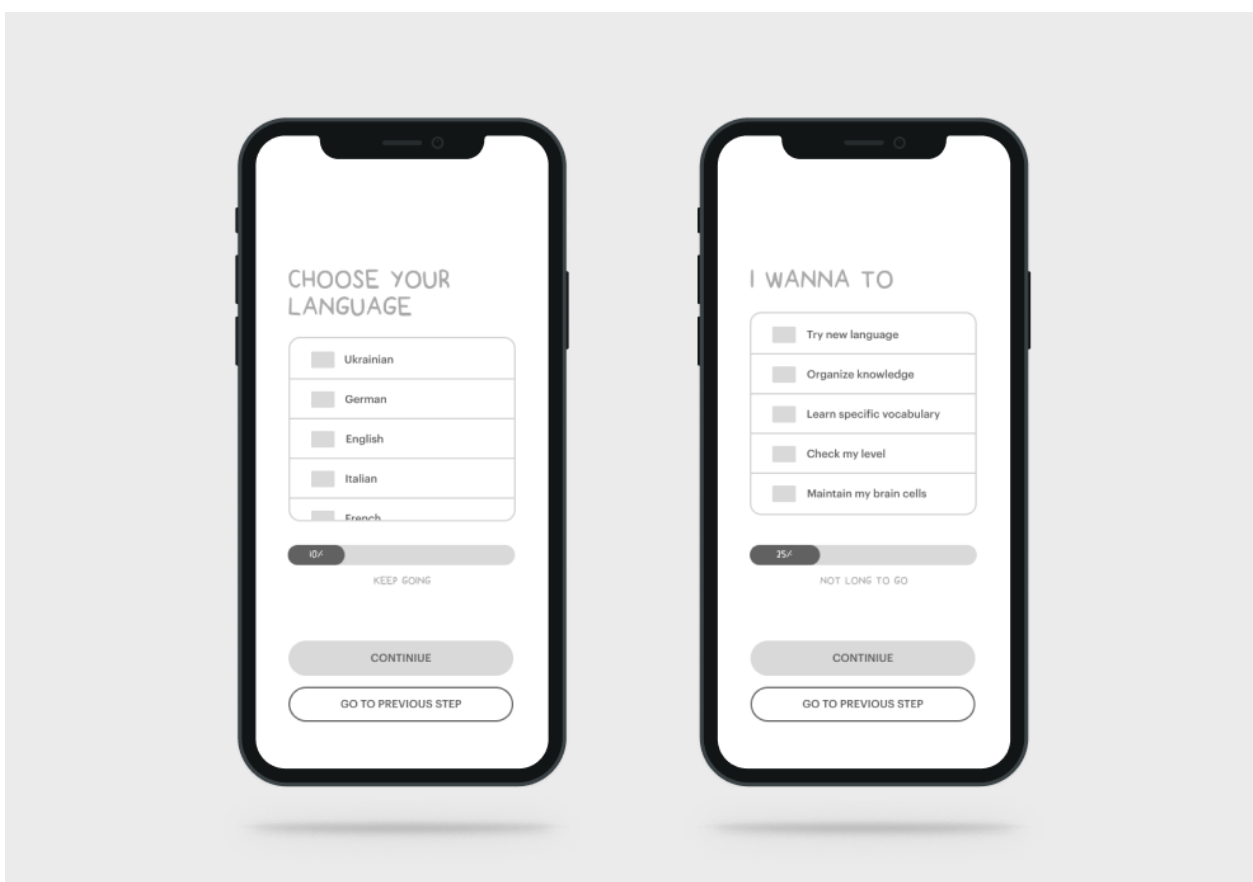 CHOOSE YOUR
LANGUAGE
Ukrainian
German
English
Italian
French
10%
KEEP GOING
CONTINIUE
GO TO PREVIOUS STEP
I WANNA TO
Try new language
Organize knowledge
Learn specific vocabulary
Check my level
Maintain my brain cells
25%
NOT LONG TO GO
CONTINIUE
GO TO PREVIOUS STEP